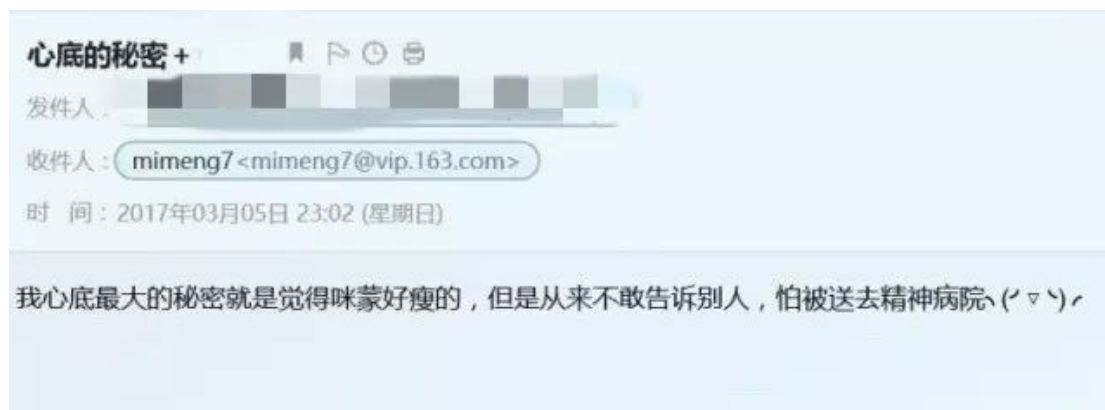 心底的秘密+
发件人：
收件人：mimeng7<mimeng7@vip.163.com>
时 间：2017年03月05日 23:02 (星期日)
我心底最大的秘密就是觉得咪蒙好瘦的，但是从来不敢告诉别人，怕被送去精神病院ヽ(ˊ▽ˋ)ノ